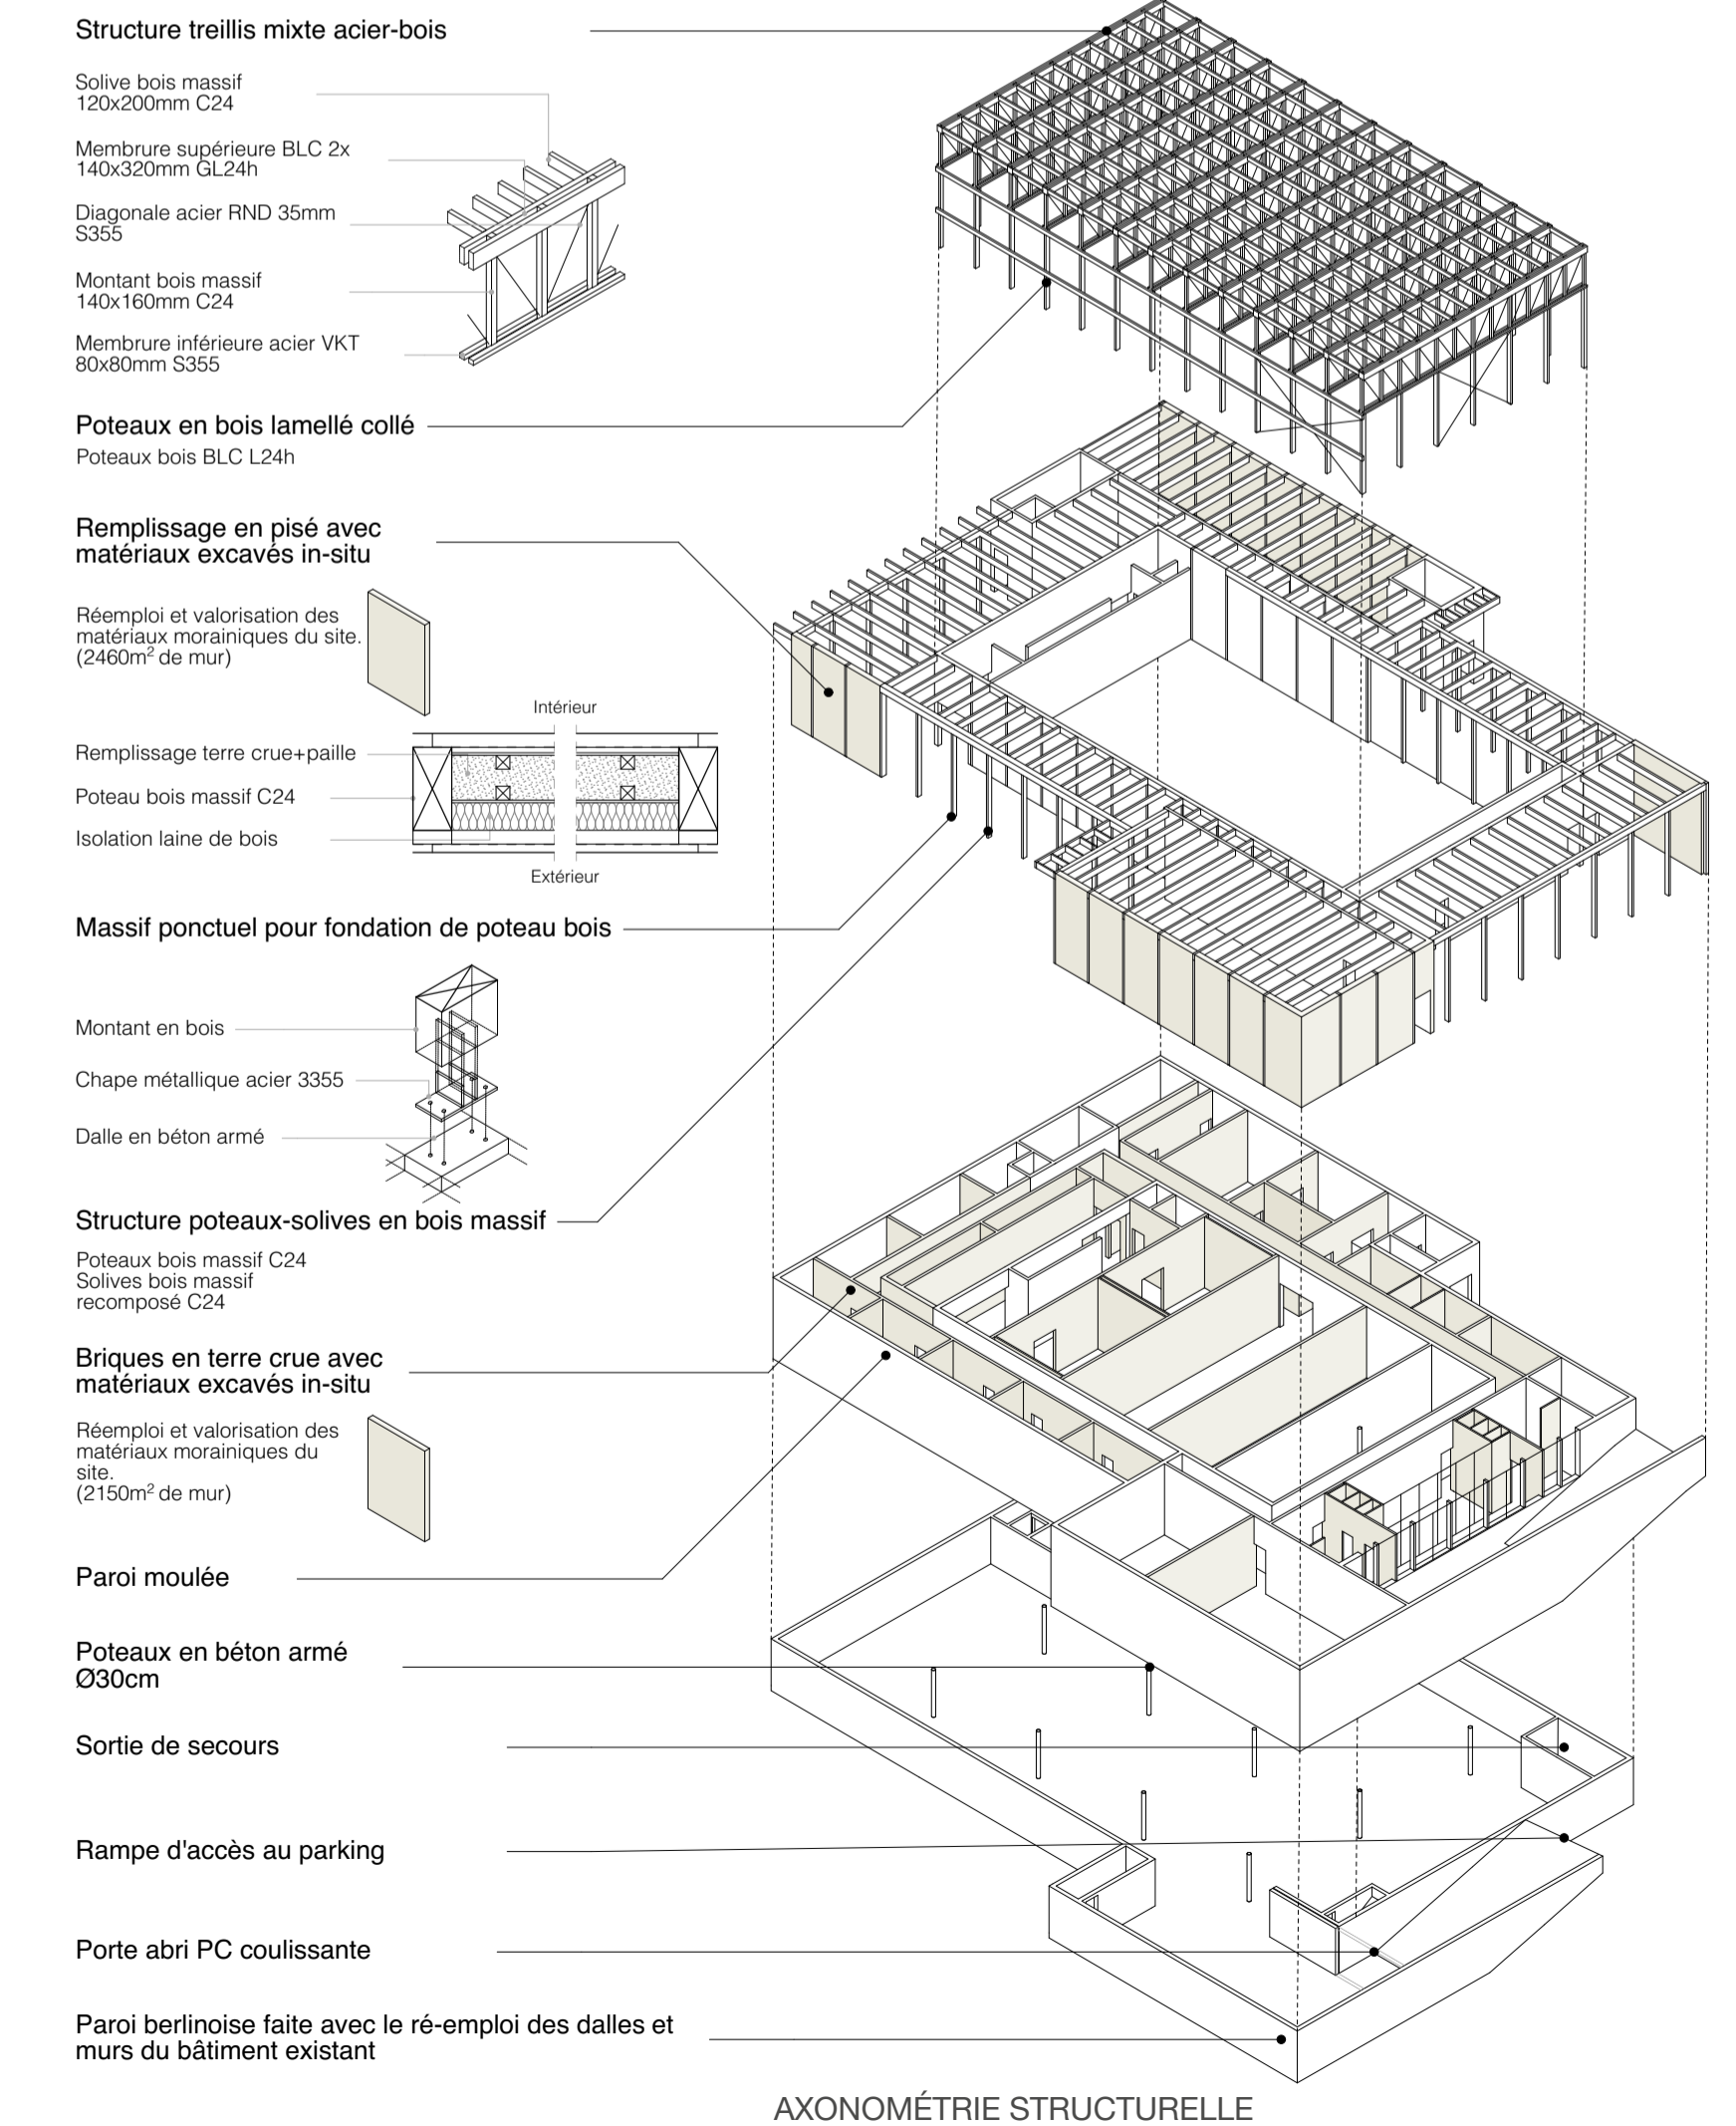 Structure treillis mixte acier-bois
Solive bois massif
120x200mm C24
Membrure supérieure BLC 2x
140x320mm GL24h
Diagonale acier RND 35mm
S355
Montant bois massif
140x160mm C24
Membrure inférieure acier VKT
80x80mm S355
Poteaux en bois lamellé collé
Poteaux bois BLC L24h
Remplissage en pisé avec
matériaux excavés in-situ
Réemploi et valorisation des
matériaux morainiques du site.
(2460m² de mur)
Intérieur
Remplissage terre crue+paille
Poteau bois massif C24
Isolation laine de bois
Extérieur
Massif ponctuel pour fondation de poteau bois
Montant en bois
Chape métallique acier 3355
Dalle en béton armé
Structure poteaux-solives en bois massif
Poteaux bois massif C24
Solives bois massif
recomposé C24
Briques en terre crue avec
matériaux excavés in-situ
Réemploi et valorisation des
matériaux morainiques du
site.
(2150m² de mur)
Paroi moulée
Poteaux en béton armé
Ø30cm
Sortie de secours
Rampe d'accès au parking
Porte abri PC coulissante
Paroi berlinoise faite avec le ré-emploi des dalles et
murs du bâtiment existant
AXONOMÉTRIE STRUCTURELLE